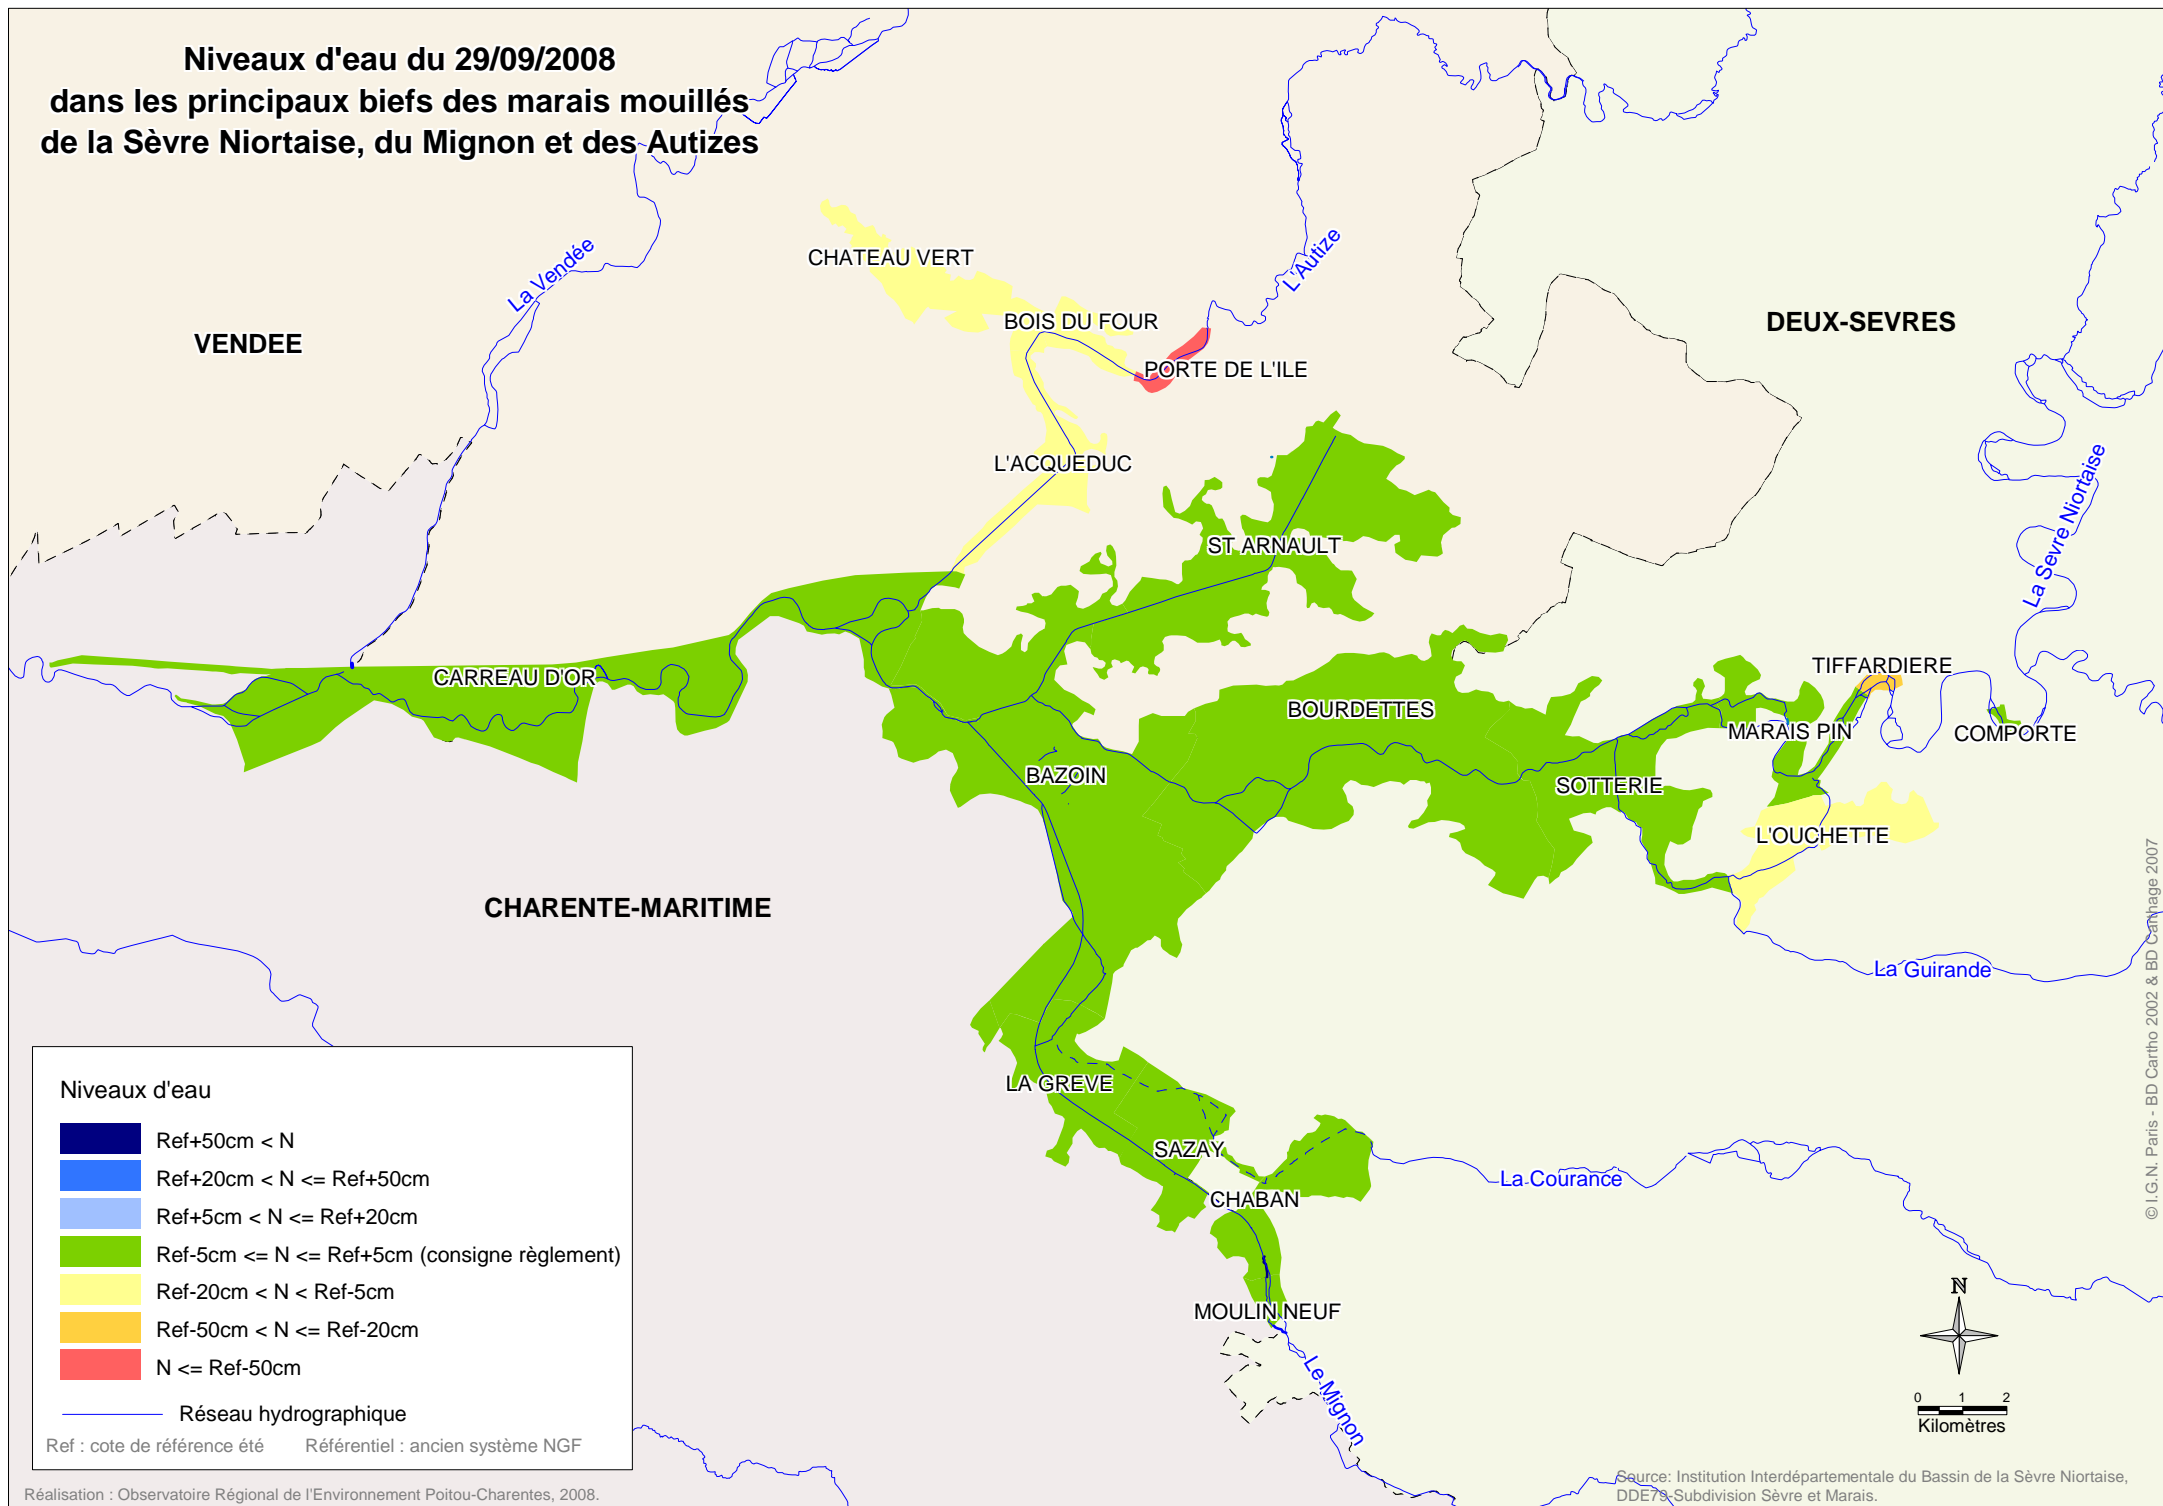 Niveaux d'eau du 29/09/2008
dans les principaux biefs des marais mouillés
de la Sèvre Niortaise, du Mignon et des Autizes
La Vendée
CHATEAU VERT
L'Autize
BOIS DU FOUR
VENDEE
DEUX-SEVRES
PORTE DE L'ILE
L'ACQUEDUC
La Sevre Niortaise
ST ARNAULT
CARREAU D'OR
TIFFARDIERE
BOURDETTES
MARAIS PIN
COMPORTE
BAZOIN
SOTTERIE
L'OUCHETTE
CHARENTE-MARITIME
La Guirande
LA GREVE
SAZAY
La Courance
CHABAN
MOULIN NEUF
Le Mignon
Niveaux d'eau
Ref+50cm < N
Ref+20cm < N <= Ref+50cm
Ref+5cm < N <= Ref+20cm
Ref-5cm <= N <= Ref+5cm (consigne règlement)
Ref-20cm < N < Ref-5cm
Ref-50cm < N <= Ref-20cm
N <= Ref-50cm
Réseau hydrographique
Ref : cote de référence été Référentiel : ancien système NGF
N
0 1 2
Kilomètres
© I.G.N. Paris - BD Cartho 2002 & BD Carthage 2007
Réalisation : Observatoire Régional de l'Environnement Poitou-Charentes, 2008.
Source: Institution Interdépartementale du Bassin de la Sèvre Niortaise,
DDE79-Subdivision Sèvre et Marais.